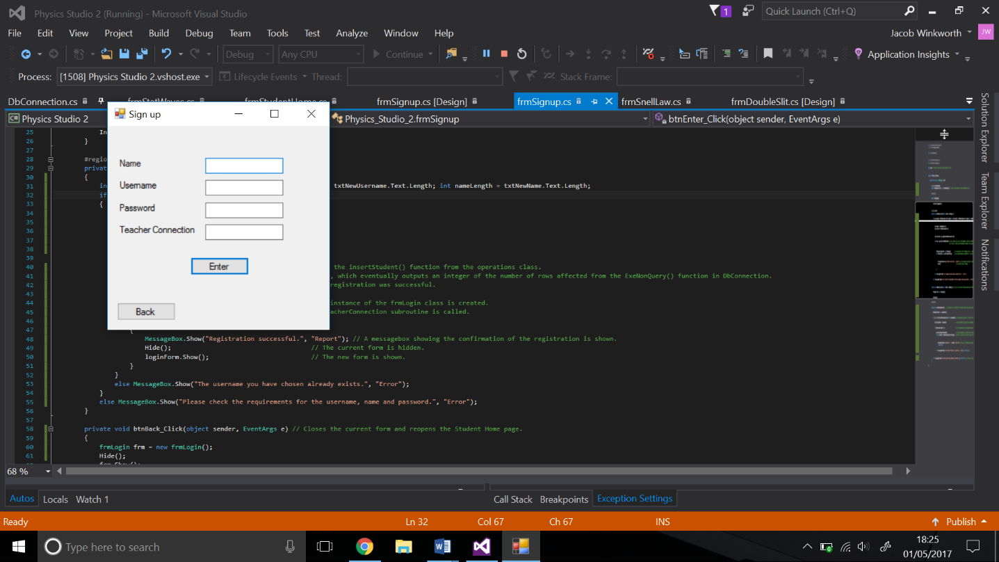 Physics Studio 2 (Running) - Microsoft Visual Studio
1
Quick Launch (Ctrl+Q)
File Edit View Project Build Debug Team Tools Test Analyze Window Help
Jacob Winkworth JW
Debug Any CPU Continue Application Insights
Process: [1508] Physics Studio 2.vshost.exe Lifecycle Events Thread: Stack Frame:
DbConnection.cs frmStatWaves.cs frmStudentHome.cs frmSignup.cs [Design] frmSignup.cs frmSnellLaw.cs frmDoubleSlit.cs [Design]
C# Physics Studio 2 Physics_Studio_2.frmSignup btnEnter_Click(object sender, EventArgs e)
Sign up
Name
Username
Password
Teacher Connection
Enter
Back
25 In
26 }
27
28 #regio
29 privat
30 {
31 in txtNewUsername.Text.Length; int nameLength = txtNewName.Text.Length;
32 if
33 {
34
35
36
37
38
39
40 the insertStudent() function from the operations class.
41 , which eventually outputs an integer of the number of rows affected from the ExeNonQuery() function in DbConnection.
42 registration was successful.
43
44 instance of the frmLogin class is created.
45 eacherConnection subroutine is called.
46
47 {
48 MessageBox.Show("Registration successful.", "Report"); // A messagebox showing the confirmation of the registration is shown.
49 Hide(); // The current form is hidden.
50 loginForm.Show(); // The new form is shown.
51 }
52 }
53 else MessageBox.Show("The username you have chosen already exists.", "Error");
54 }
55 else MessageBox.Show("Please check the requirements for the username, name and password.", "Error");
56 }
57
58 private void btnBack_Click(object sender, EventArgs e) // Closes the current form and reopens the Student Home page.
59 {
60 frmLogin frm = new frmLogin();
61 Hide();
frm.Show();
68 %
Solution Explorer
Team Explorer
Notifications
Autos Locals Watch 1
Call Stack Breakpoints Exception Settings
Ready Ln 32 Col 67 Ch 67 INS Publish
Type here to search
18:25
01/05/2017